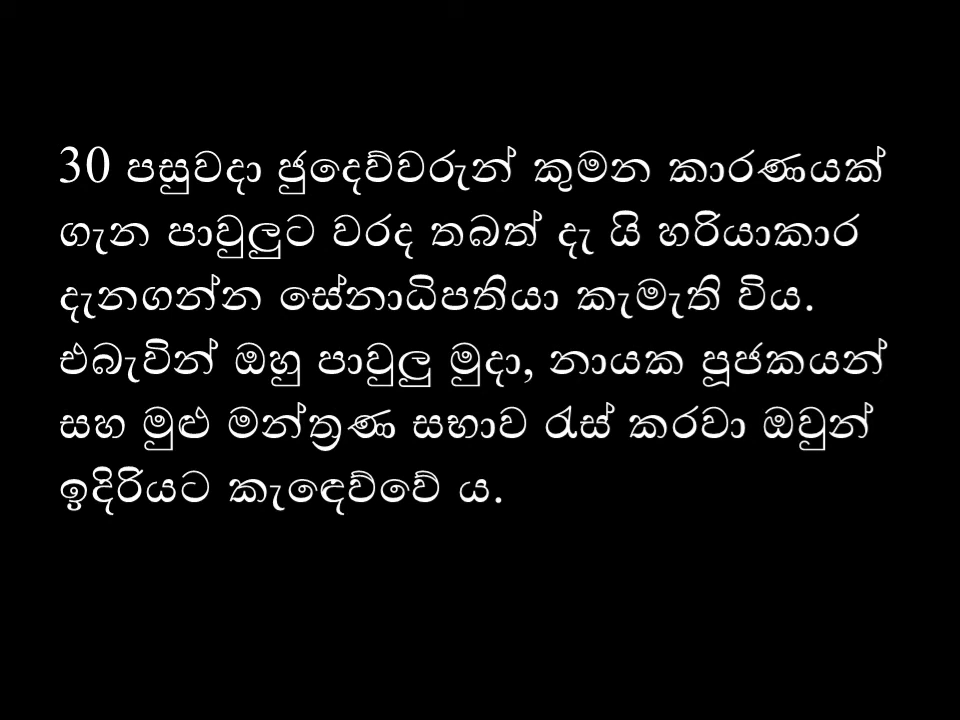 30 පසුවදා ජුදෙව්වරුන් කුමන කාරණයක්
ගැන පාවුලුට වරද තබත් දැ යි හරියාකාර
දැනගන්න සේනාධිපතියා කැමැති විය.
එබැවින් ඔහු පාවුලු මුදා, නායක පූජකයන්
සහ මුළු මන්ත්‍රණ සභාව රැස් කරවා ඔවුන්
ඉදිරියට කැඳෙව්වේ ය.